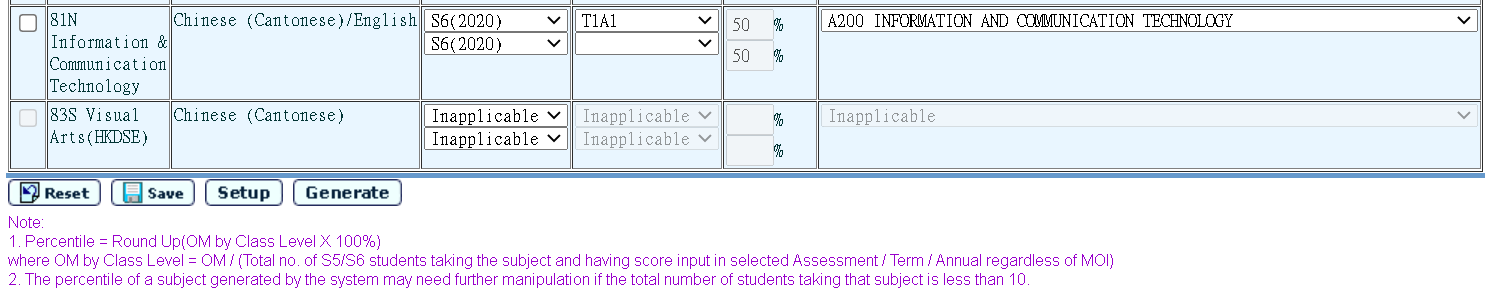 81N Information & Communication Technology
Chinese (Cantonese)/English
S6(2020)
S6(2020)
T1A1
50 %
50 %
A200 INFORMATION AND COMMUNICATION TECHNOLOGY
83S Visual Arts(HKDSE)
Chinese (Cantonese)
Inapplicable
Inapplicable
Inapplicable
Inapplicable
%
%
Inapplicable
Reset Save Setup Generate
Note:
1. Percentile = Round Up(OM by Class Level X 100%)
where OM by Class Level = OM / (Total no. of S5/S6 students taking the subject and having score input in selected Assessment / Term / Annual regardless of MOI)
2. The percentile of a subject generated by the system may need further manipulation if the total number of students taking that subject is less than 10.